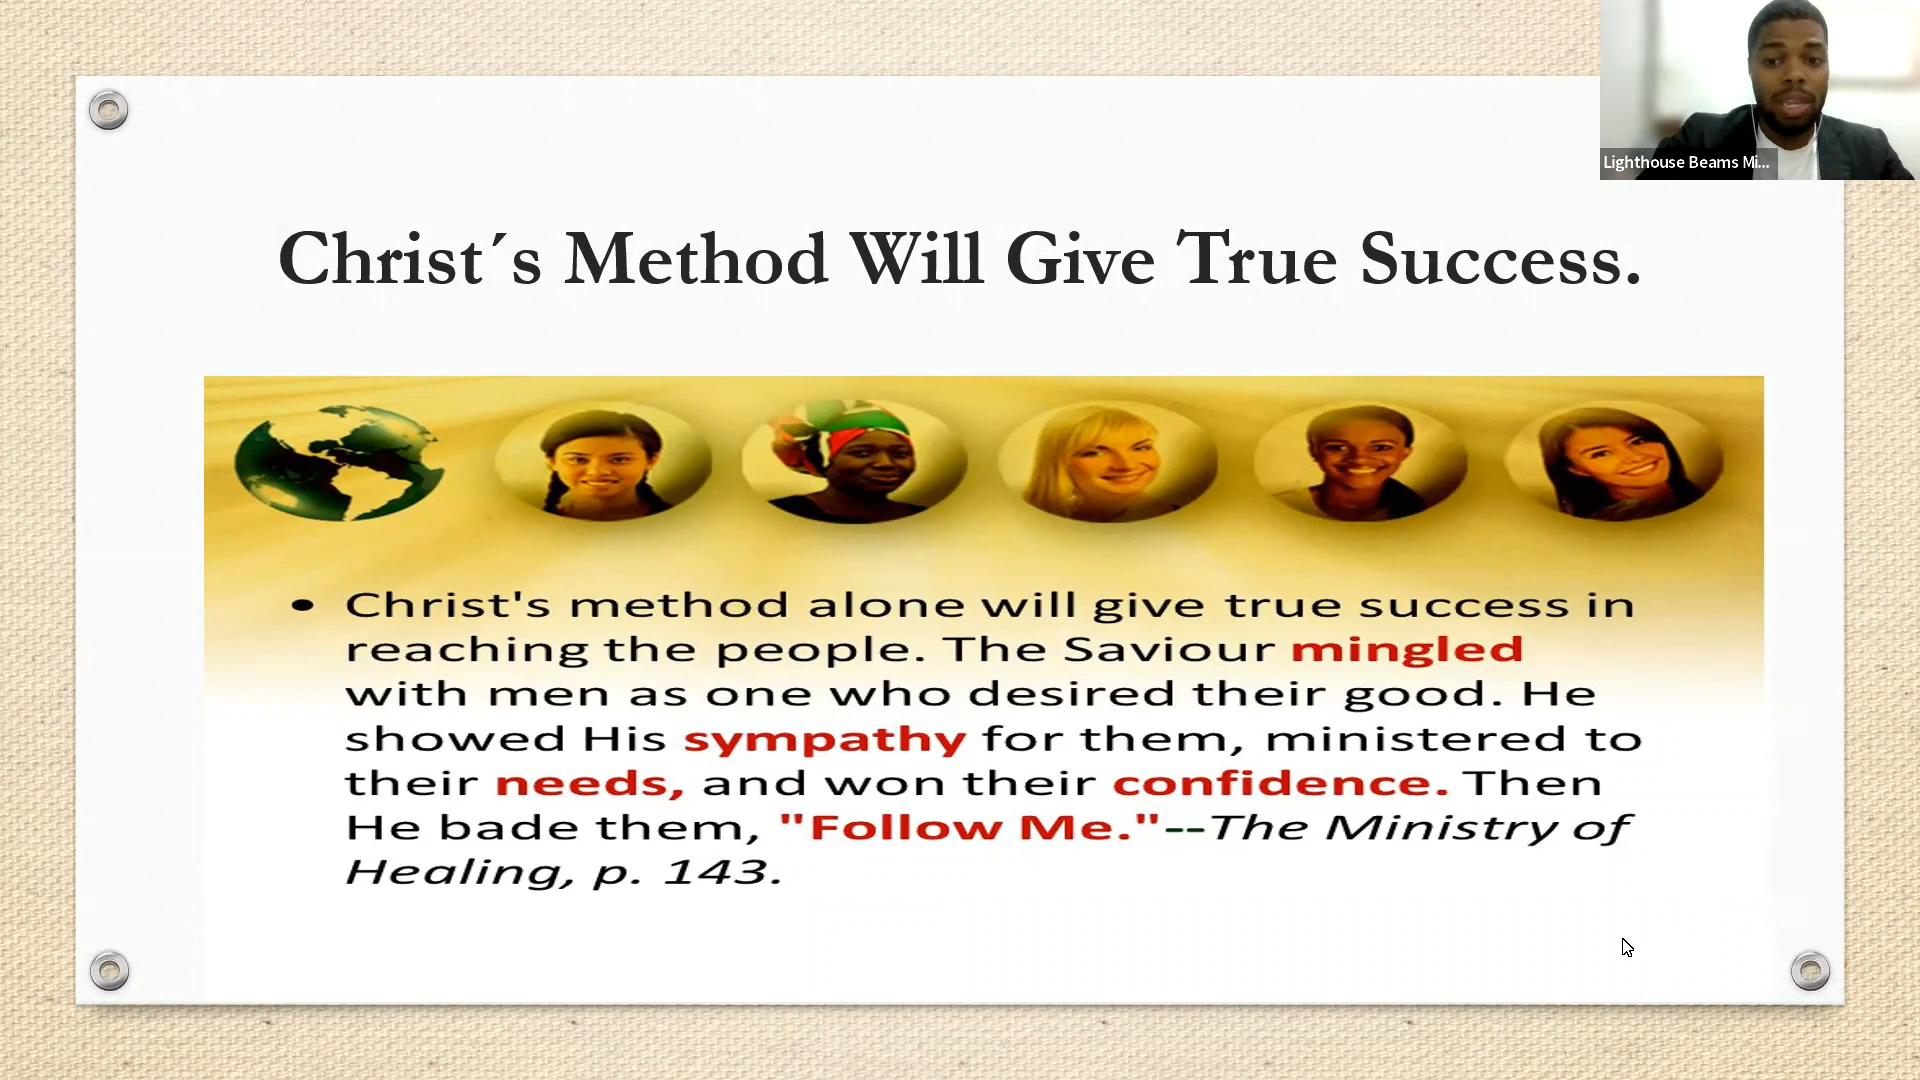 Lighthouse Beams Mi...
Christ´s Method Will Give True Success.
• Christ's method alone will give true success in
reaching the people. The Saviour mingled
with men as one who desired their good. He
showed His sympathy for them, ministered to
their needs, and won their confidence. Then
He bade them, "Follow Me."--The Ministry of
Healing, p. 143.